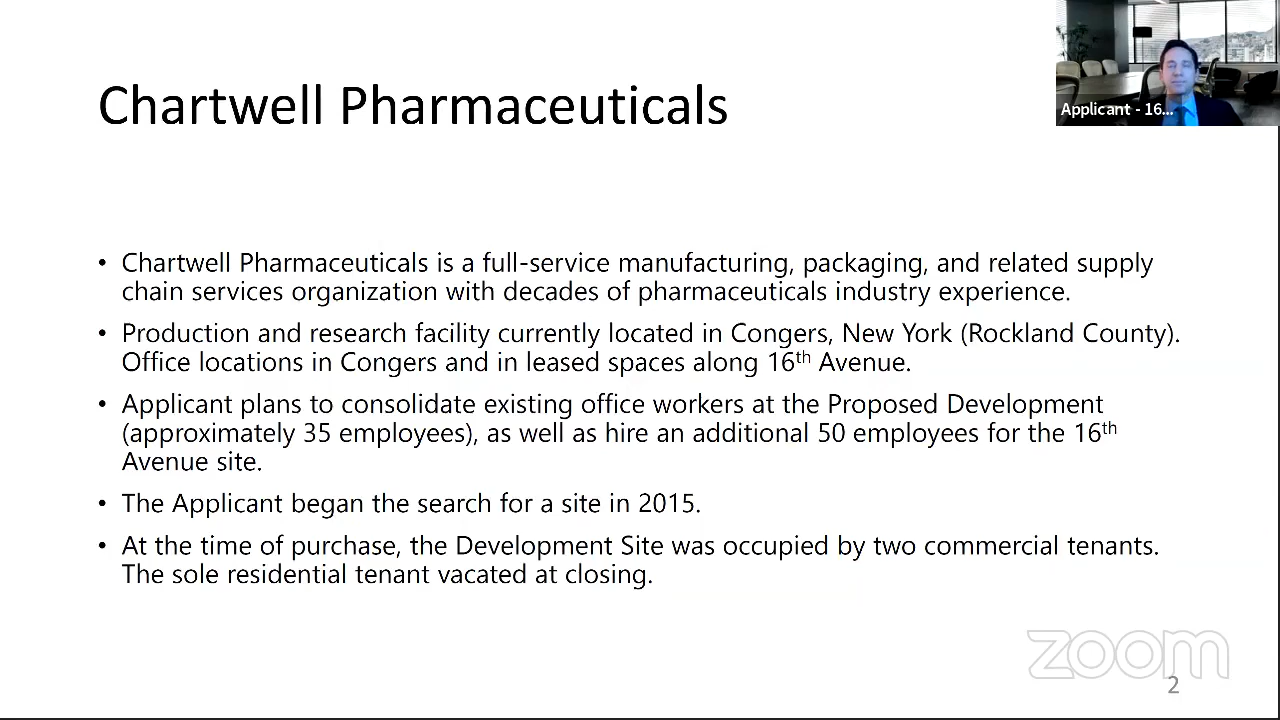 Applicant - 16...
Chartwell Pharmaceuticals
• Chartwell Pharmaceuticals is a full-service manufacturing, packaging, and related supply
chain services organization with decades of pharmaceuticals industry experience.
• Production and research facility currently located in Congers, New York (Rockland County).
Office locations in Congers and in leased spaces along 16th Avenue.
• Applicant plans to consolidate existing office workers at the Proposed Development
(approximately 35 employees), as well as hire an additional 50 employees for the 16th
Avenue site.
• The Applicant began the search for a site in 2015.
• At the time of purchase, the Development Site was occupied by two commercial tenants.
The sole residential tenant vacated at closing.
zoom
2